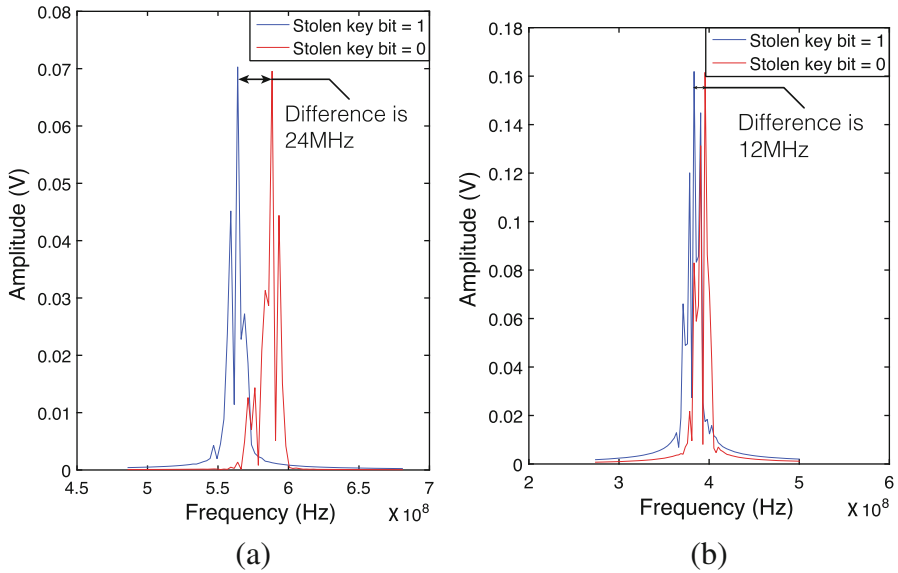 0.08
0.07
0.06
0.05
0.04
0.03
0.02
0.01
0
4.5
5
5.5
6
6.5
7
Amplitude (V)
Frequency (Hz)
X 10^8
Stolen key bit = 1
Stolen key bit = 0
Difference is
24MHz
(a)
0.18
0.16
0.14
0.12
0.10
0.08
0.06
0.04
0.02
0
2
3
4
5
6
Amplitude (V)
Frequency (Hz)
X 10^8
Stolen key bit = 1
Stolen key bit = 0
Difference is
12MHz
(b)